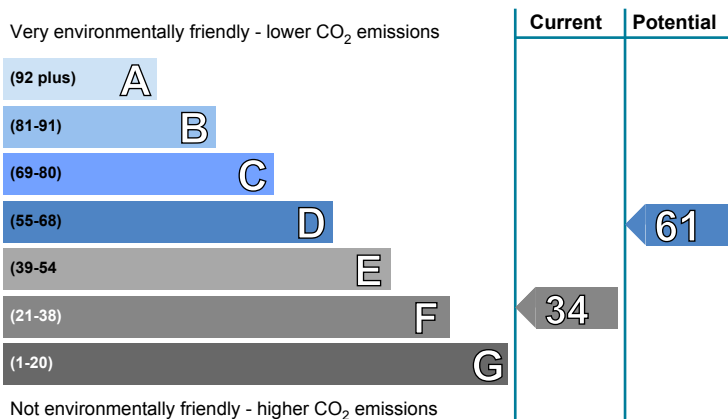 Current Potential
Very environmentally friendly - lower CO2 emissions
(92 plus) A
(81-91) B
(69-80) C
(55-68) D
61
(39-54 E
(21-38) F
34
(1-20) G
Not environmentally friendly - higher CO2 emissions